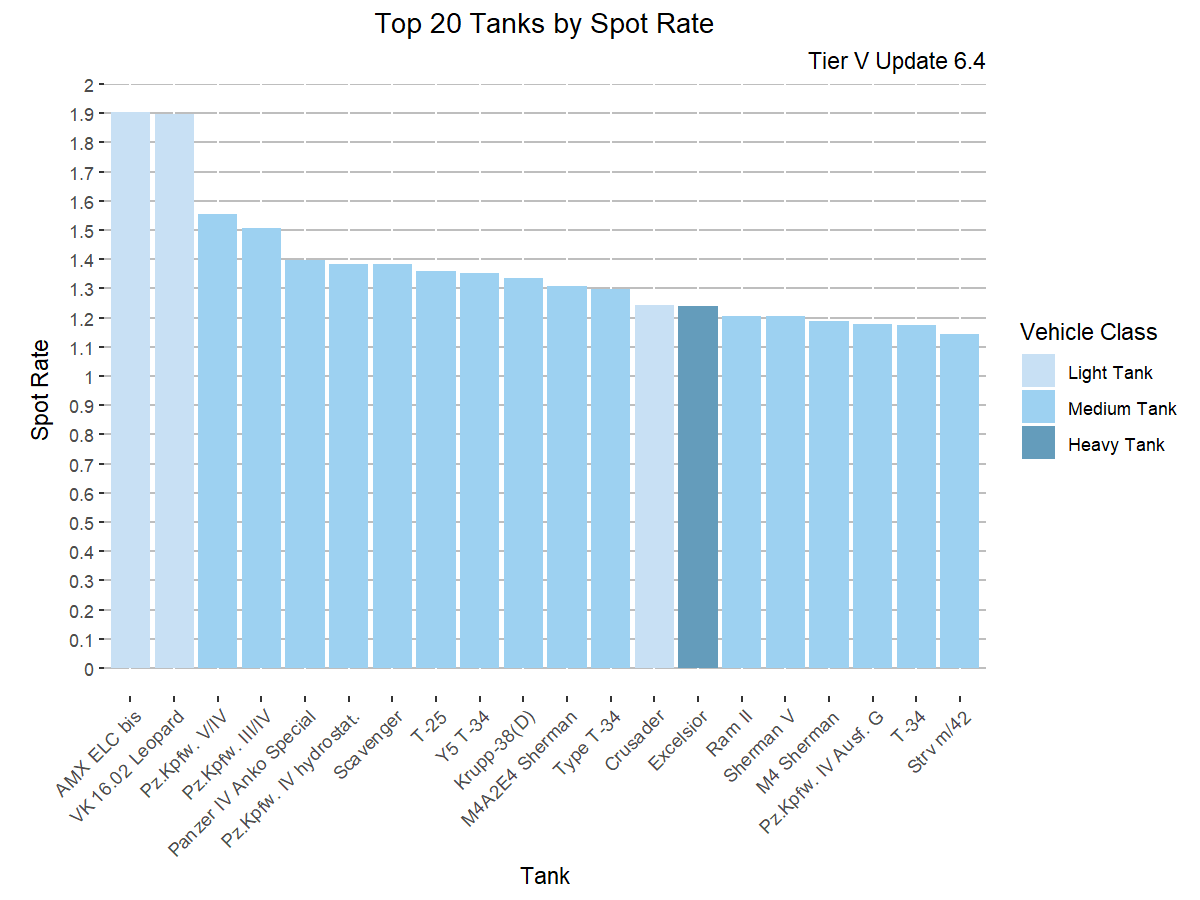 Top 20 Tanks by Spot Rate
Tier V Update 6.4
2
1.9
1.8
1.7
1.6
1.5
1.4
1.3
1.2
1.1
1
0.9
0.8
0.7
0.6
0.5
0.4
0.3
0.2
0.1
0
Spot Rate
AMX ELC bis
VK 16.02 Leopard
Pz.Kpfw. V/IV
Pz.Kpfw. III/IV
Panzer IV Anko Special
Pz.Kpfw. IV hydrostat.
Scavenger
T-25
Y5 T-34
Krupp-38(D)
M4A2E4 Sherman
Type T-34
Crusader
Excelsior
Ram II
Sherman V
M4 Sherman
Pz.Kpfw. IV Ausf. G
T-34
Strv m/42
Tank
Vehicle Class
Light Tank
Medium Tank
Heavy Tank